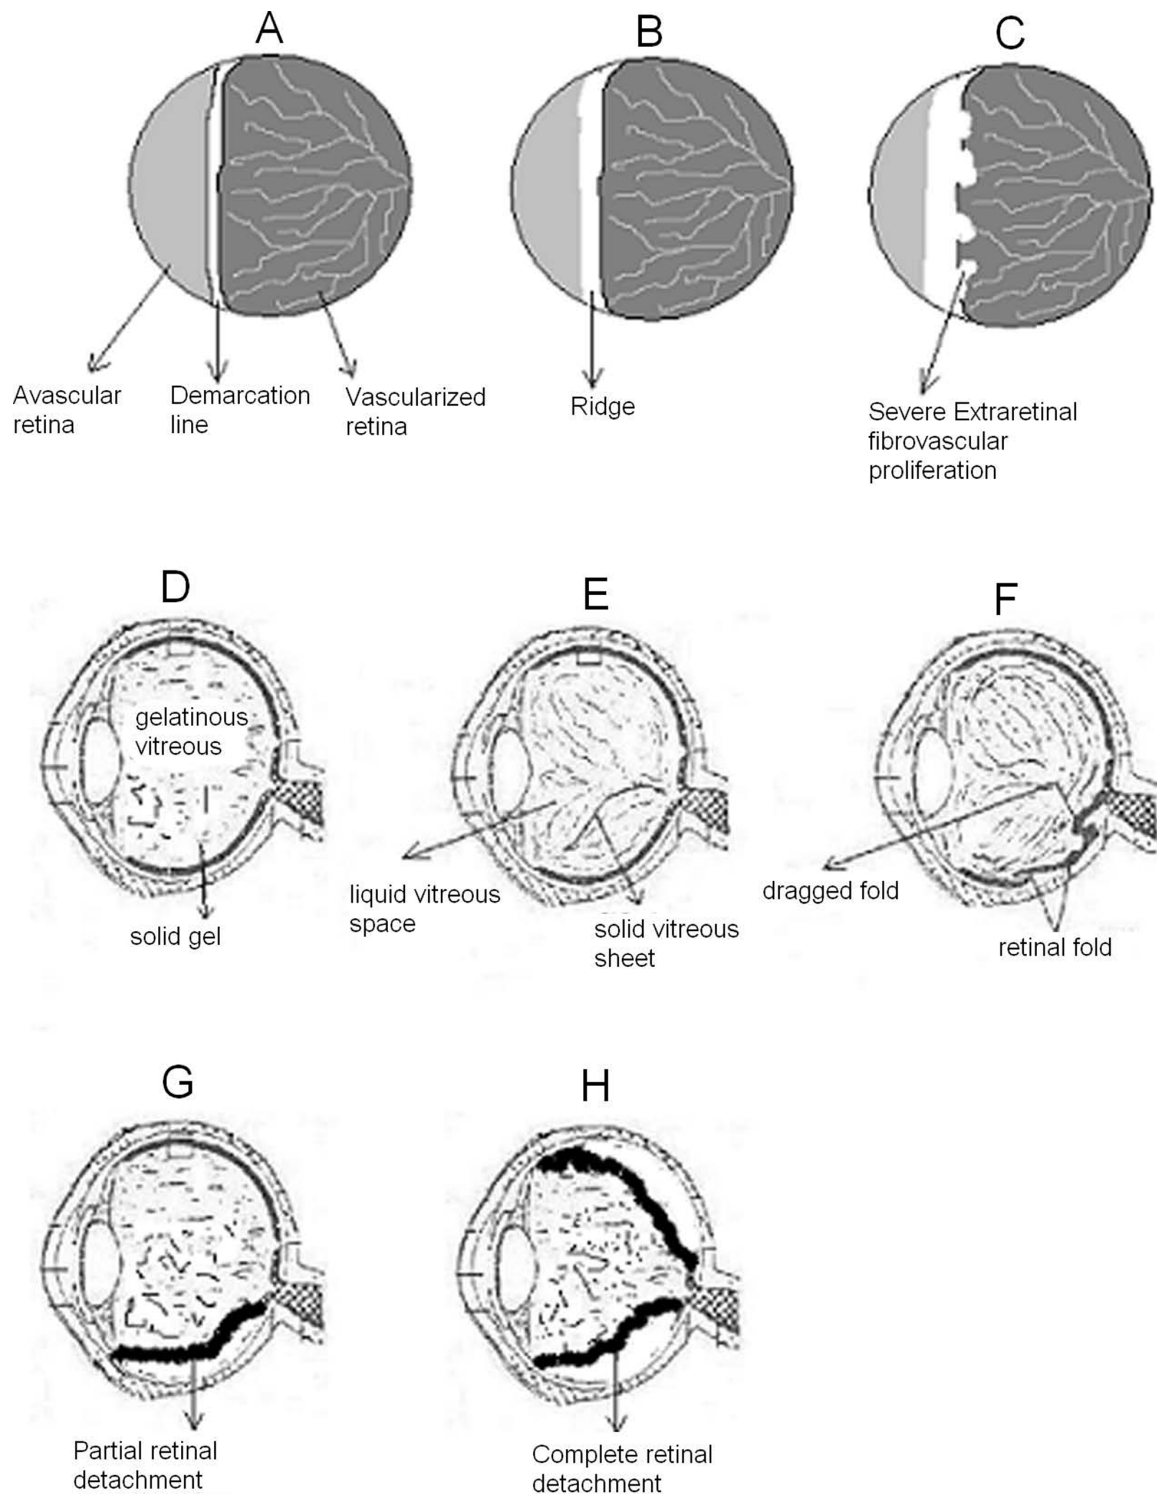 A
B
C
Avascular
retina
Demarcation
line
Vascularized
retina
Ridge
Severe Extraretinal
fibrovascular
proliferation
D
E
F
gelatinous
vitreous
solid gel
liquid vitreous
space
solid vitreous
sheet
dragged fold
retinal fold
G
H
Partial retinal
detachment
Complete retinal
detachment